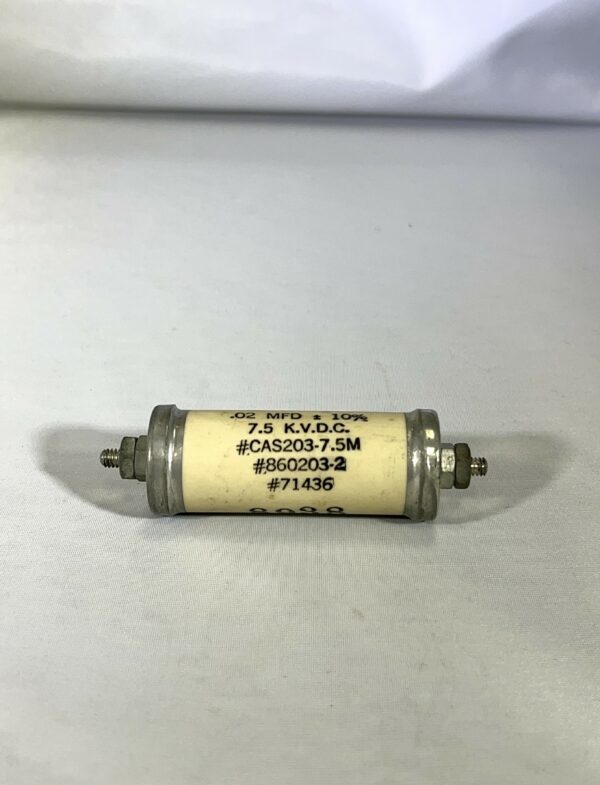 .02 MFD ± 10%
7.5 K.V.D.C.
#CAS203-7.5M
#860203-2
#71436